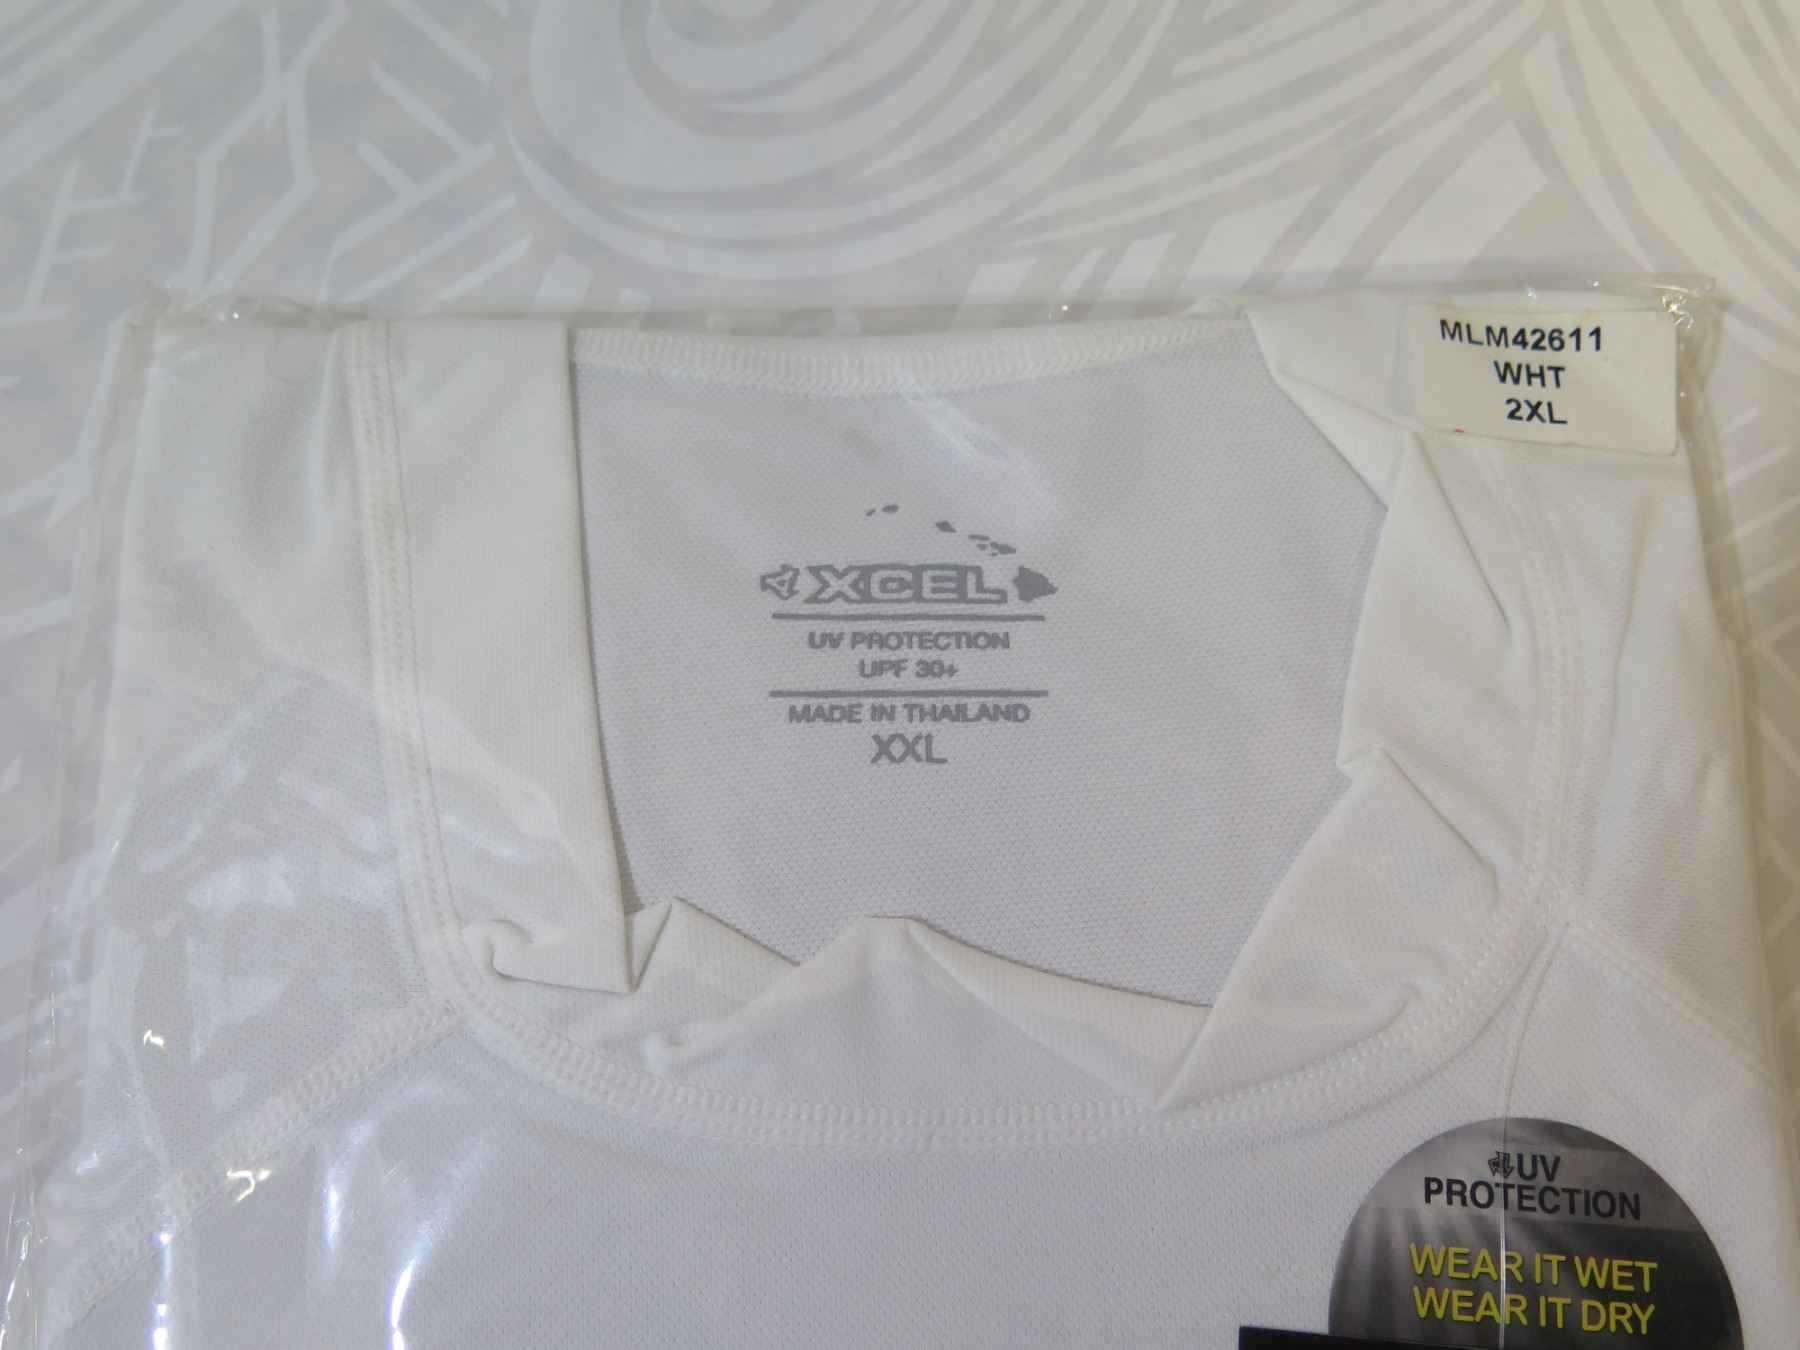 MLM42611
WHT
2XL
XCEL
UV PROTECTION
UPF 30+
MADE IN THAILAND
XXL
UV
PROTECTION
WEAR IT WET
WEAR IT DRY